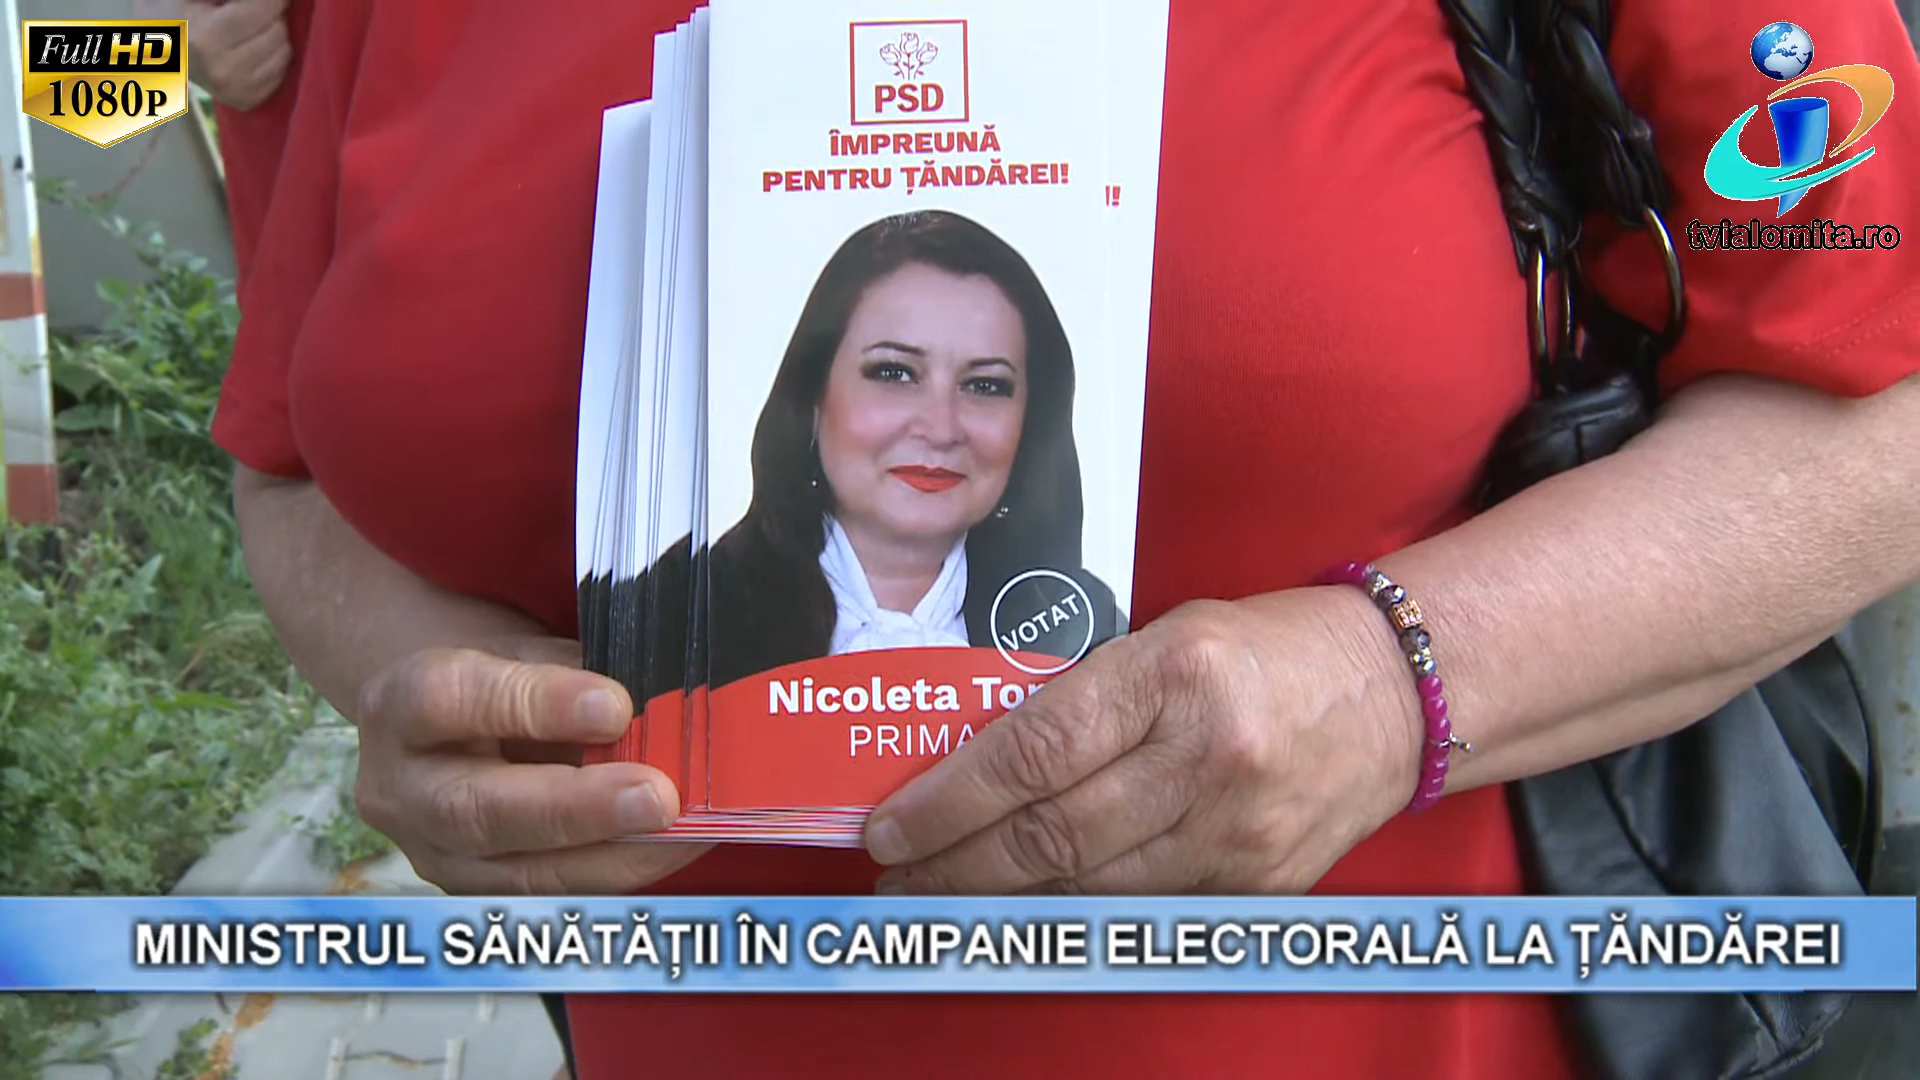 Full HD
1080P
PSD
ÎMPREUNĂ
PENTRU ȚĂNDĂREI!
tvialomita.ro
VOTAT
Nicoleta
MINISTRUL SĂNĂTĂȚII ÎN CAMPANIE ELECTORALĂ LA ȚĂNDĂREI